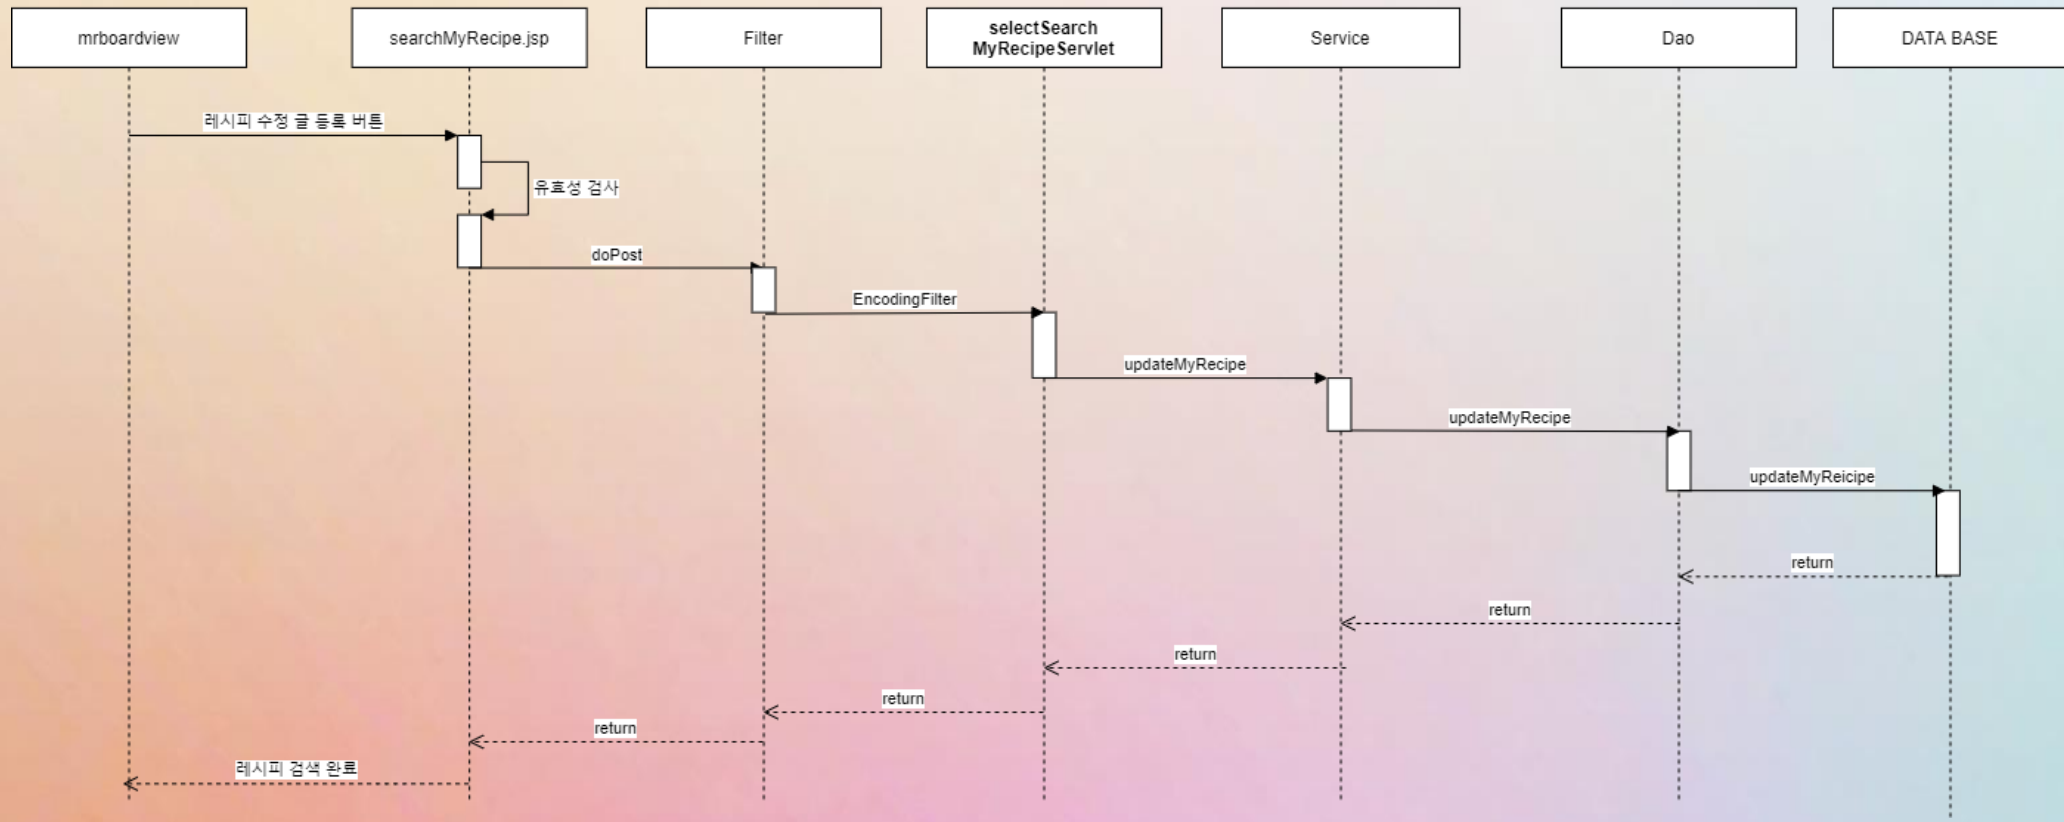 mrboardview
searchMyRecipe.jsp
Filter
selectSearch
MyRecipeServlet
Service
Dao
DATA BASE
레시피 수정 글 등록 버튼
유효성 검사
doPost
EncodingFilter
updateMyRecipe
updateMyRecipe
updateMyReicipe
return
return
return
return
return
레시피 검색 완료